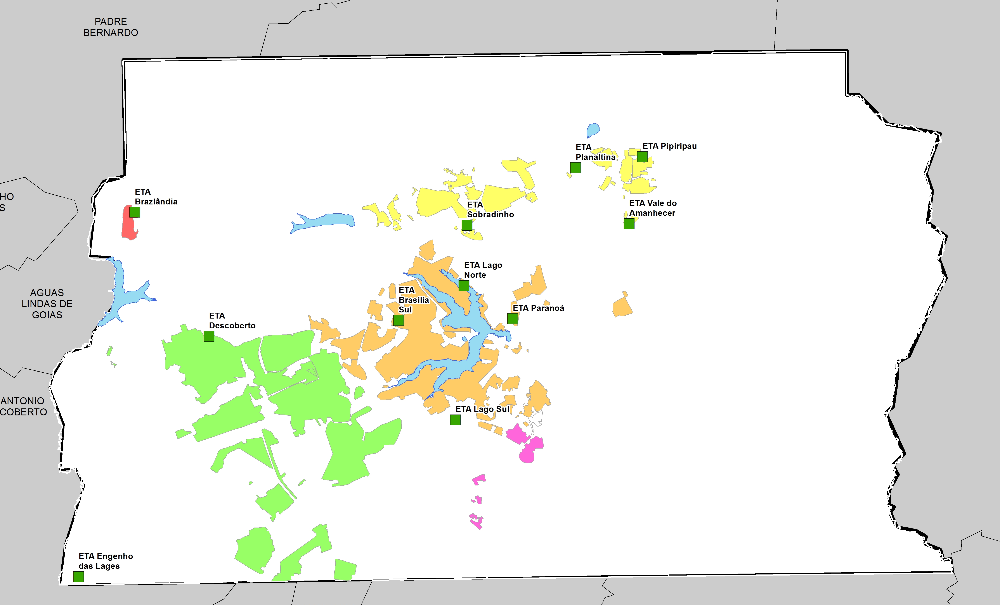 PADRE
BERNARDO
ETA
Planaltina
ETA Pipiripau
ETA
Brazlândia
HO
S
ETA
Sobradinho
ETA Vale do
Amanhecer
ETA Lago
Norte
ETA
Brasília
Sul
AGUAS
LINDAS DE
GOIAS
ETA Paranoá
ETA
Descoberto
ANTONIO
COBERTO
ETA Lago Sul
ETA Engenho
das Lages